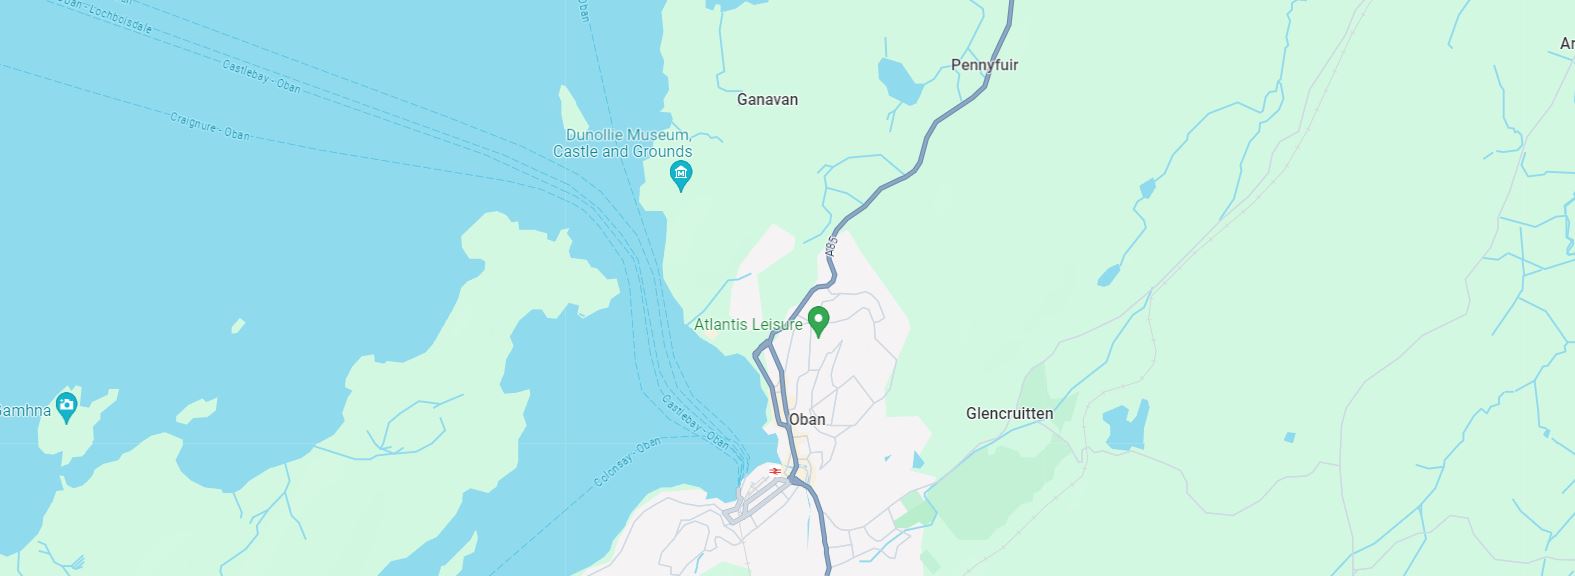 Oban - Lochboisdale
Oban
Castlebay - Oban
Craignure - Oban
Pennyfuir
Ganavan
Dunollie Museum,
Castle and Grounds
A85
Atlantis Leisure
Castlebay - Oban
Oban
Glencruitten
Colonsay - Oban